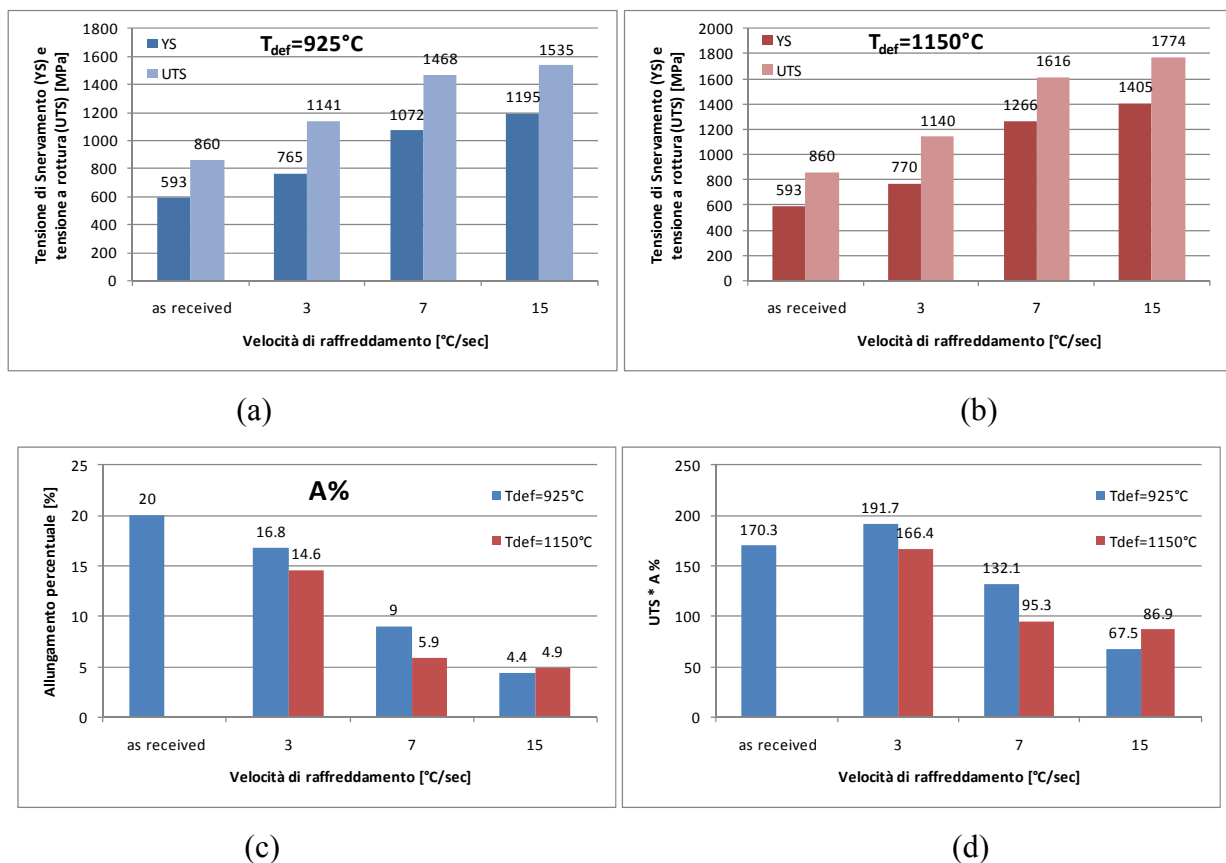 Tensione di Snervamento (YS) e
tensione a rottura (UTS) [MPa]
1800
1600
1400
1200
1000
800
600
400
200
0
T def=925°C
YS
UTS
593
860
765
1141
1072
1468
1195
1535
as received
3
7
15
Velocità di raffreddamento [°C/sec]
(a)
Tensione di Snervamento (YS) e
tensione a rottura (UTS) [MPa]
2000
1800
1600
1400
1200
1000
800
600
400
200
0
T def=1150°C
YS
UTS
593
860
770
1140
1266
1616
1405
1774
as received
3
7
15
Velocità di raffreddamento [°C/sec]
(b)
Allungamento percentuale [%]
25
20
15
10
5
0
A%
Tdef=925°C
Tdef=1150°C
20
16.8
14.6
9
5.9
4.4
4.9
as received
3
7
15
Velocità di raffreddamento [°C/sec]
(c)
UTS * A %
250
200
150
100
50
0
Tdef=925°C
Tdef=1150°C
170.3
191.7
166.4
132.1
95.3
67.5
86.9
as received
3
7
15
Velocità di raffreddamento [°C/sec]
(d)